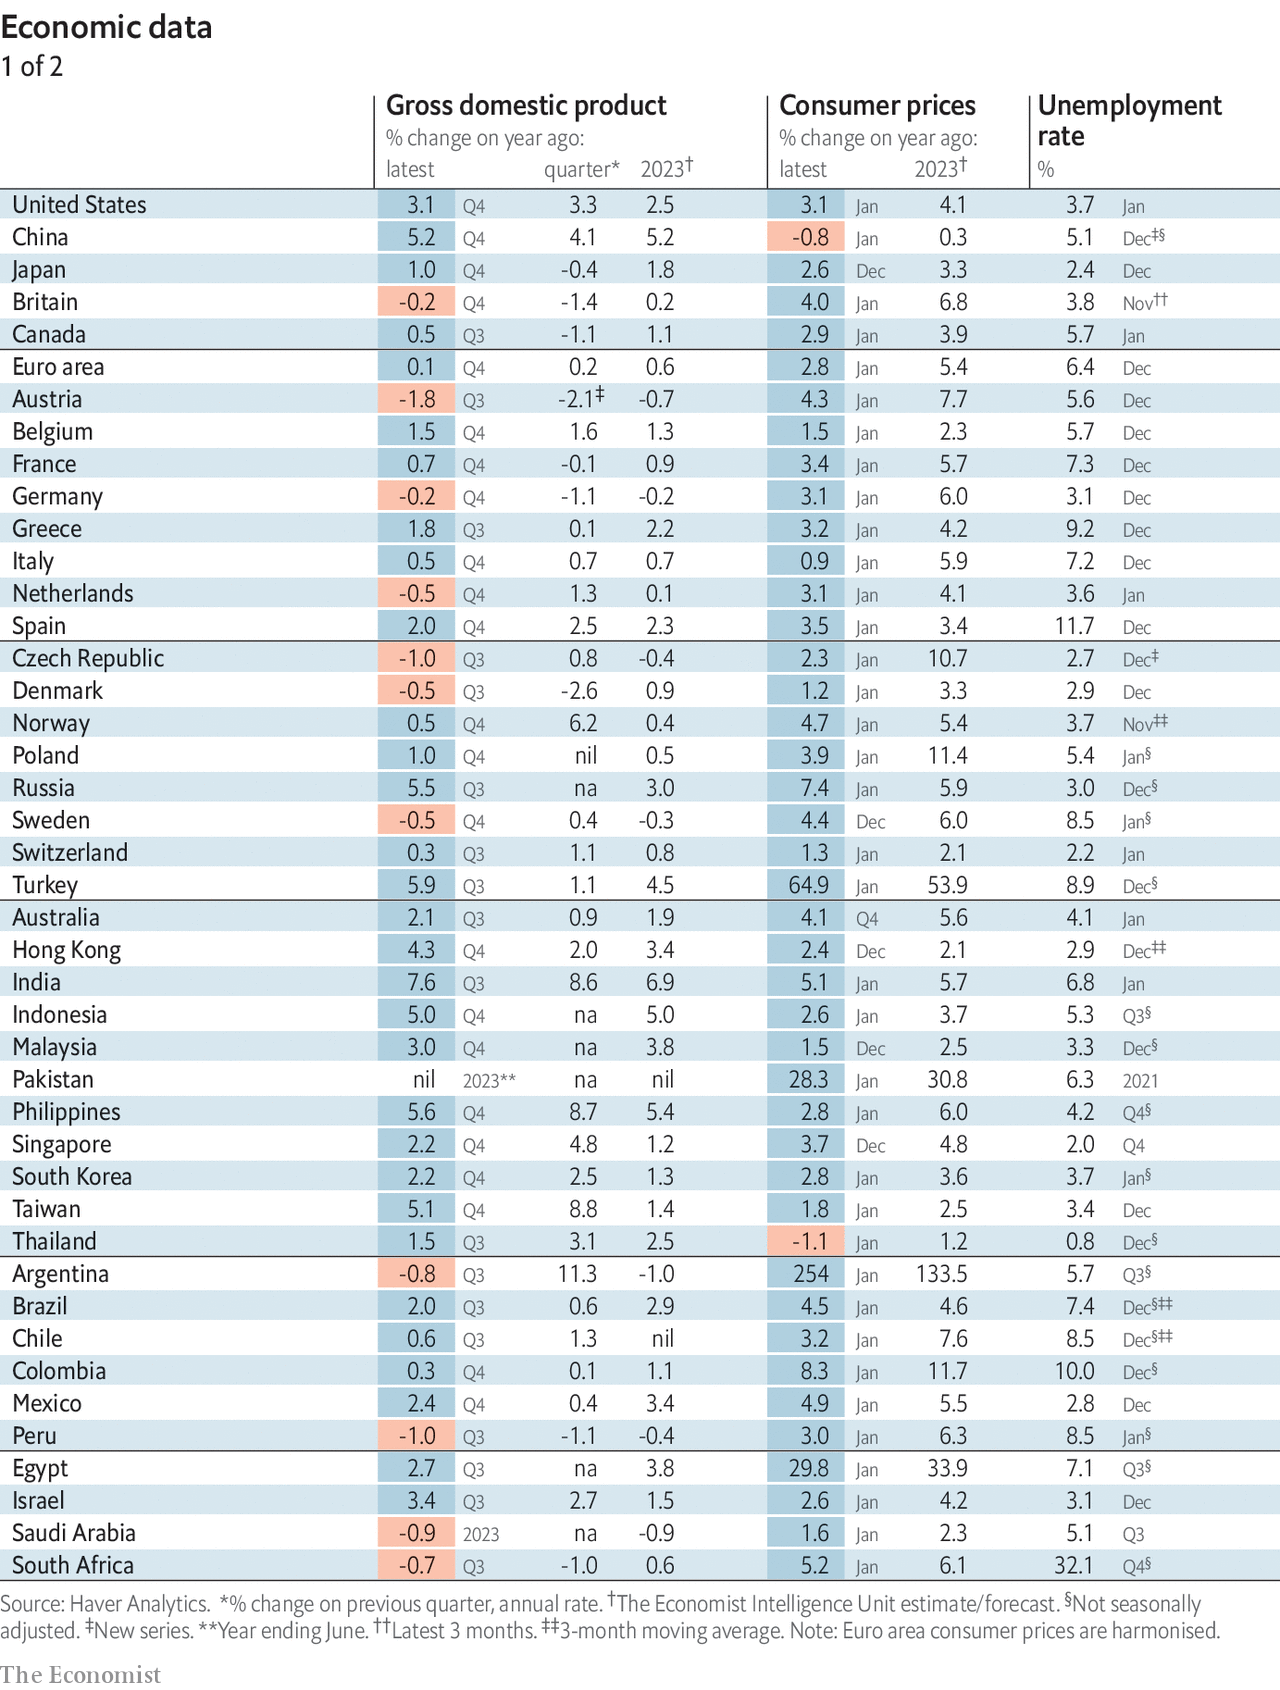 Economic data
1 of 2
Gross domestic product Consumer prices Unemployment
% change on year ago: % change on year ago: rate
latest quarter* 2023† latest 2023† %
United States 3.1 Q4 3.3 2.5 3.1 Jan 4.1 3.7 Jan
China 5.2 Q4 4.1 5.2 -0.8 Jan 0.3 5.1 Dec‡§
Japan 1.0 Q4 -0.4 1.8 2.6 Dec 3.3 2.4 Dec
Britain -0.2 Q4 -1.4 0.2 4.0 Jan 6.8 3.8 Nov††
Canada 0.5 Q3 -1.1 1.1 2.9 Jan 3.9 5.7 Jan
Euro area 0.1 Q4 0.2 0.6 2.8 Jan 5.4 6.4 Dec
Austria -1.8 Q3 -2.1‡ -0.7 4.3 Jan 7.7 5.6 Dec
Belgium 1.5 Q4 1.6 1.3 1.5 Jan 2.3 5.7 Dec
France 0.7 Q4 -0.1 0.9 3.4 Jan 5.7 7.3 Dec
Germany -0.2 Q4 -1.1 -0.2 3.1 Jan 6.0 3.1 Dec
Greece 1.8 Q3 0.1 2.2 3.2 Jan 4.2 9.2 Dec
Italy 0.5 Q4 0.7 0.7 0.9 Jan 5.9 7.2 Dec
Netherlands -0.5 Q4 1.3 0.1 3.1 Jan 4.1 3.6 Jan
Spain 2.0 Q4 2.5 2.3 3.5 Jan 3.4 11.7 Dec
Czech Republic -1.0 Q3 0.8 -0.4 2.3 Jan 10.7 2.7 Dec‡
Denmark -0.5 Q3 -2.6 0.9 1.2 Jan 3.3 2.9 Dec
Norway 0.5 Q4 6.2 0.4 4.7 Jan 5.4 3.7 Nov‡‡
Poland 1.0 Q4 nil 0.5 3.9 Jan 11.4 5.4 Jan§
Russia 5.5 Q3 na 3.0 7.4 Jan 5.9 3.0 Dec§
Sweden -0.5 Q4 0.4 -0.3 4.4 Dec 6.0 8.5 Jan§
Switzerland 0.3 Q3 1.1 0.8 1.3 Jan 2.1 2.2 Jan
Turkey 5.9 Q3 1.1 4.5 64.9 Jan 53.9 8.9 Dec§
Australia 2.1 Q3 0.9 1.9 4.1 Q4 5.6 4.1 Jan
Hong Kong 4.3 Q4 2.0 3.4 2.4 Dec 2.1 2.9 Dec‡‡
India 7.6 Q3 8.6 6.9 5.1 Jan 5.7 6.8 Jan
Indonesia 5.0 Q4 na 5.0 2.6 Jan 3.7 5.3 Q3§
Malaysia 3.0 Q4 na 3.8 1.5 Dec 2.5 3.3 Dec§
Pakistan nil 2023** na nil 28.3 Jan 30.8 6.3 2021
Philippines 5.6 Q4 8.7 5.4 2.8 Jan 6.0 4.2 Q4§
Singapore 2.2 Q4 4.8 1.2 3.7 Dec 4.8 2.0 Q4
South Korea 2.2 Q4 2.5 1.3 2.8 Jan 3.6 3.7 Jan§
Taiwan 5.1 Q4 8.8 1.4 1.8 Jan 2.5 3.4 Dec
Thailand 1.5 Q3 3.1 2.5 -1.1 Jan 1.2 0.8 Dec§
Argentina -0.8 Q3 11.3 -1.0 254 Jan 133.5 5.7 Q3§
Brazil 2.0 Q3 0.6 2.9 4.5 Jan 4.6 7.4 Dec§‡‡
Chile 0.6 Q3 1.3 nil 3.2 Jan 7.6 8.5 Dec§‡‡
Colombia 0.3 Q4 0.1 1.1 8.3 Jan 11.7 10.0 Dec§
Mexico 2.4 Q4 0.4 3.4 4.9 Jan 5.5 2.8 Dec
Peru -1.0 Q3 -1.1 -0.4 3.0 Jan 6.3 8.5 Jan§
Egypt 2.7 Q3 na 3.8 29.8 Jan 33.9 7.1 Q3§
Israel 3.4 Q3 2.7 1.5 2.6 Jan 4.2 3.1 Dec
Saudi Arabia -0.9 2023 na -0.9 1.6 Jan 2.3 5.1 Q3
South Africa -0.7 Q3 -1.0 0.6 5.2 Jan 6.1 32.1 Q4§
Source: Haver Analytics. *% change on previous quarter, annual rate. †The Economist Intelligence Unit estimate/forecast. §Not seasonally
adjusted. ‡New series. **Year ending June. ††Latest 3 months. ‡‡3-month moving average. Note: Euro area consumer prices are harmonised.
The Economist